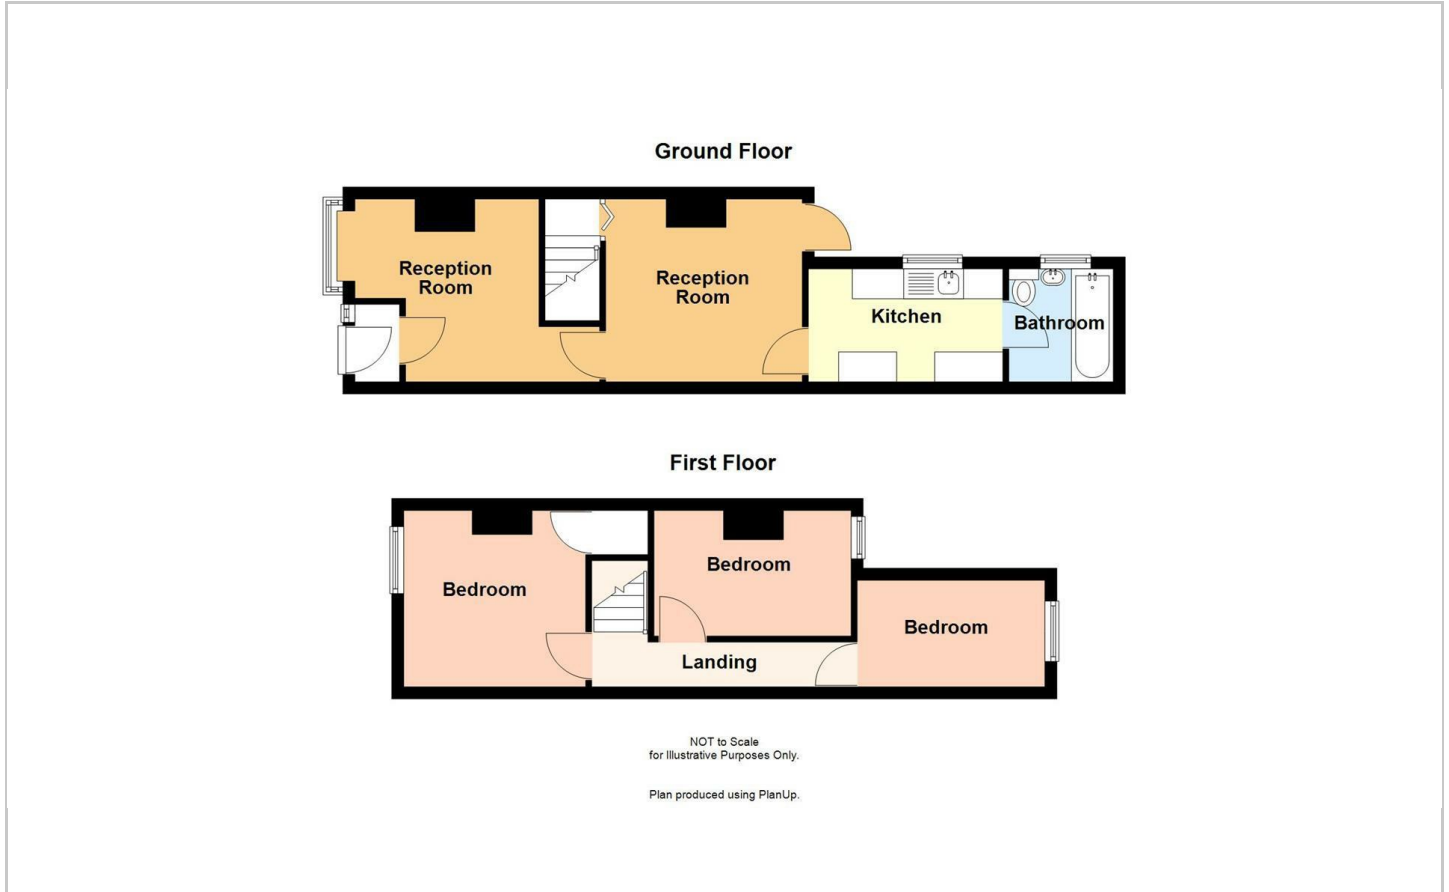 Ground Floor
Reception
Room
Reception
Room
Kitchen
Bathroom
First Floor
Bedroom
Bedroom
Bedroom
Landing
NOT to Scale
for Illustrative Purposes Only.
Plan produced using PlanUp.